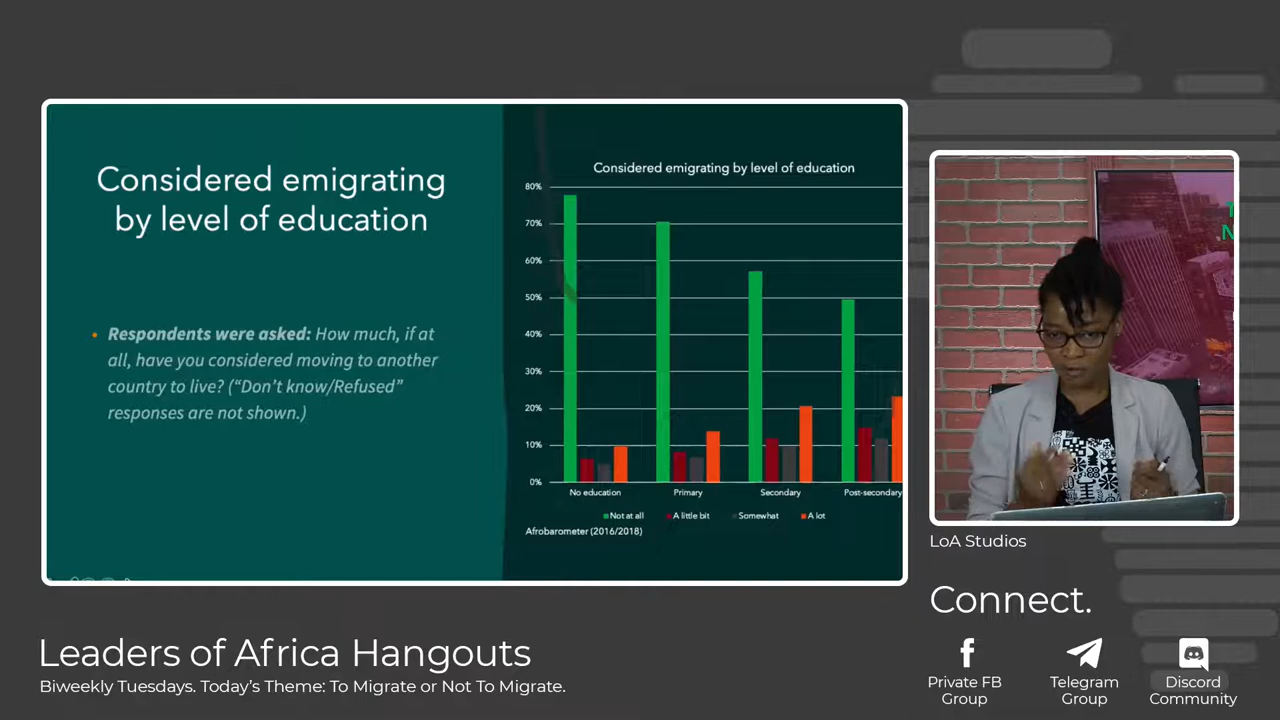 Considered emigrating
by level of education
• Respondents were asked: How much, if at
all, have you considered moving to another
country to live? (“Don’t know/Refused”
responses are not shown.)
Considered emigrating by level of education
80%
70%
60%
50%
40%
30%
20%
10%
0%
No education Primary Secondary Post-secondary
Not at all A little bit Somewhat A lot
Afrobarometer (2016/2018)
LoA Studios
Connect.
Private FB
Group
Telegram
Group
Discord
Community
Leaders of Africa Hangouts
Biweekly Tuesdays. Today’s Theme: To Migrate or Not To Migrate.